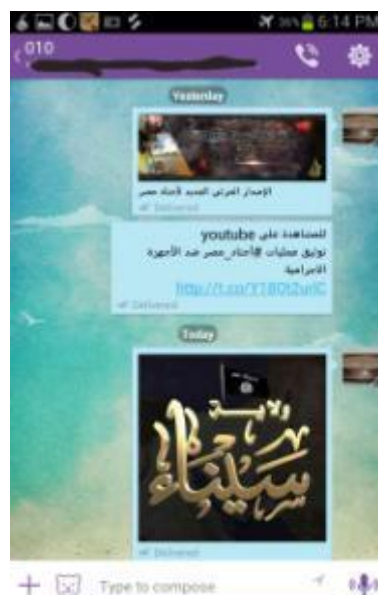 6:14 PM
010
Yesterday
الإصدار المرئي الجديد لأجناد مصر
Delivered
للمشاهدة على youtube
توثيق عمليات #أجناد_مصر ضد الأجهزة
الاجرامية
Delivered
Today
ولاية
سيناء
Delivered
Type to compose